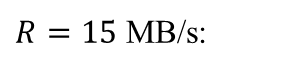 R = 15 MB/s: